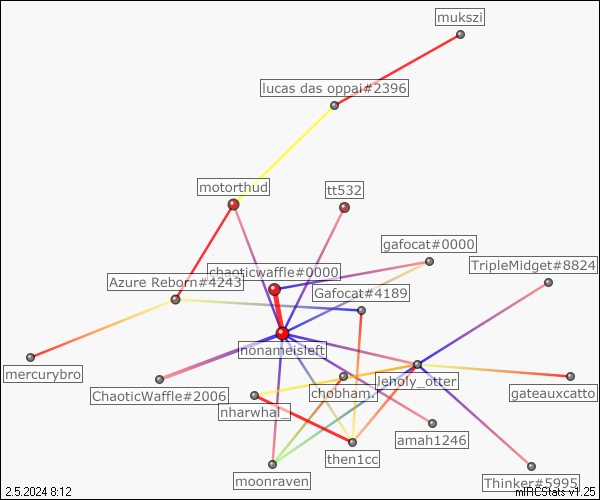 mukszi
lucas das oppai#2396
motorthud
tt532
gafocat#0000
TripleMidget#8824
chaoticwaffle#0000
Azure Reborn#4243
Gafocat#4189
nonameisleft
mercurybro
leholy_otter
ChaoticWaffle#2006
chobham.
gateauxcatto
nharwhal_
amah1246
then1cc
moonraven
Thinker#5995
2.5.2024 8:12
mIRCStats v1.25